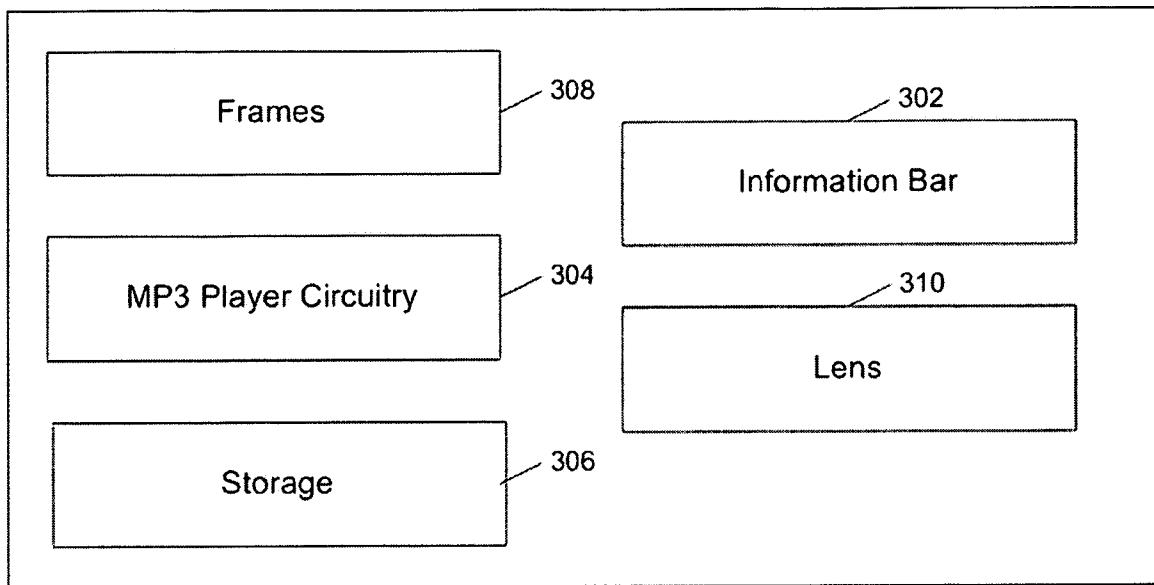 Frames
308
302
Information Bar
MP3 Player Circuitry
304
310
Lens
Storage
306